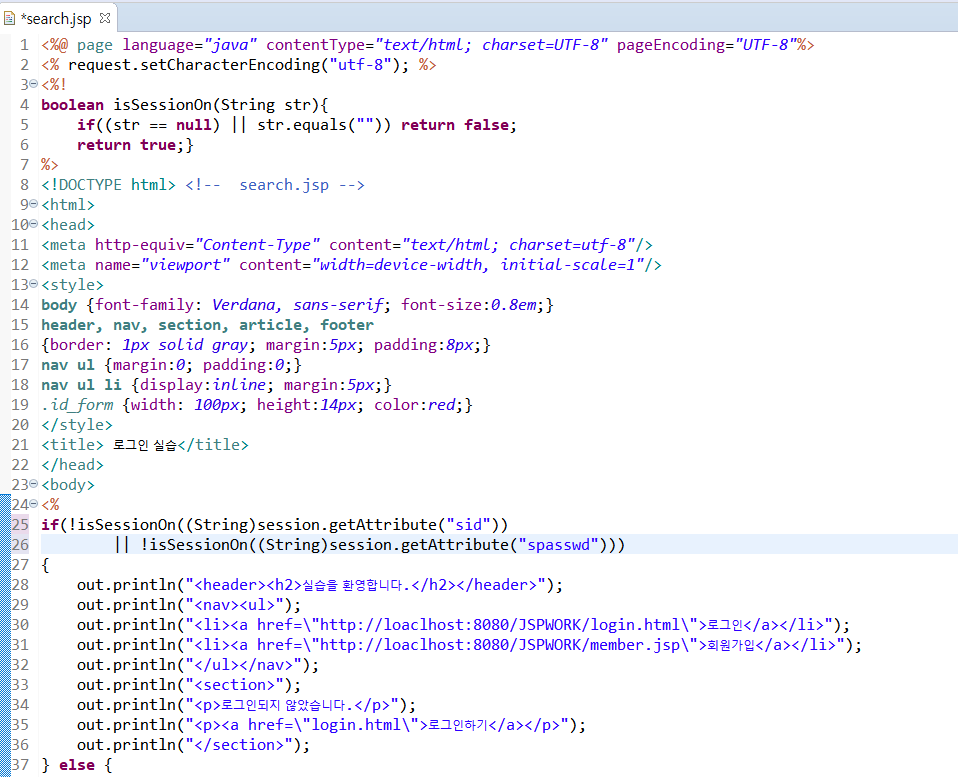 *search.jsp
1 <%@ page language="java" contentType="text/html; charset=UTF-8" pageEncoding="UTF-8"%>
2 <% request.setCharacterEncoding("utf-8"); %>
3 <%!
4 boolean isSessionOn(String str){
5     if((str == null) || str.equals("")) return false;
6     return true;}
7 %>
8 <!DOCTYPE html> <!--  search.jsp -->
9 <html>
10 <head>
11 <meta http-equiv="Content-Type" content="text/html; charset=utf-8"/>
12 <meta name="viewport" content="width=device-width, initial-scale=1"/>
13 <style>
14 body {font-family: Verdana, sans-serif; font-size:0.8em;}
15 header, nav, section, article, footer
16 {border: 1px solid gray; margin:5px; padding:8px;}
17 nav ul {margin:0; padding:0;}
18 nav ul li {display:inline; margin:5px;}
19 .id_form {width: 100px; height:14px; color:red;}
20 </style>
21 <title> 로그인 실습</title>
22 </head>
23 <body>
24 <%
25 if(!isSessionOn((String)session.getAttribute("sid"))
26         || !isSessionOn((String)session.getAttribute("spasswd")))
27 {
28     out.println("<header><h2>실습을 환영합니다.</h2></header>");
29     out.println("<nav><ul>");
30     out.println("<li><a href=\"http://loaclhost:8080/JSPWORK/login.html\">로그인</a></li>");
31     out.println("<li><a href=\"http://loaclhost:8080/JSPWORK/member.jsp\">회원가입</a></li>");
32     out.println("</ul></nav>");
33     out.println("<section>");
34     out.println("<p>로그인되지 않았습니다.</p>");
35     out.println("<p><a href=\"login.html\">로그인하기</a></p>");
36     out.println("</section>");
37 } else {